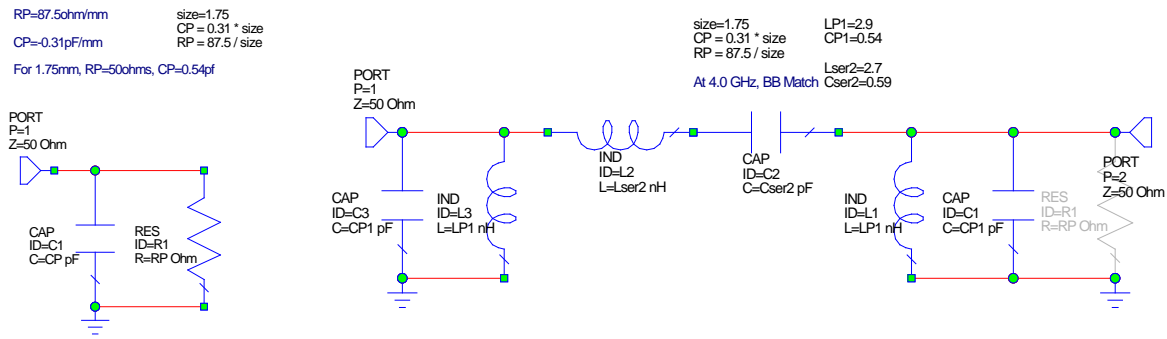 RP=87.5ohm/mm
CP=-0.31pF/mm
For 1.75mm, RP=50ohms, CP=0.54pf
size=1.75
CP = 0.31 * size
RP = 87.5 / size
PORT
P=1
Z=50 Ohm
CAP
ID=C1
C=CP pF
RES
ID=R1
R=RP Ohm
size=1.75
CP = 0.31 * size
RP = 87.5 / size
LP1=2.9
CP1=0.54
At 4.0 GHz, BB Match
Lser2=2.7
Cser2=0.59
PORT
P=1
Z=50 Ohm
CAP
ID=C3
C=CP1 pF
IND
ID=L3
L=LP1 nH
IND
ID=L2
L=Lser2 nH
CAP
ID=C2
C=Cser2 pF
IND
ID=L1
L=LP1 nH
CAP
ID=C1
C=CP1 pF
RES
ID=R1
R=RP Ohm
PORT
P=2
Z=50 Ohm